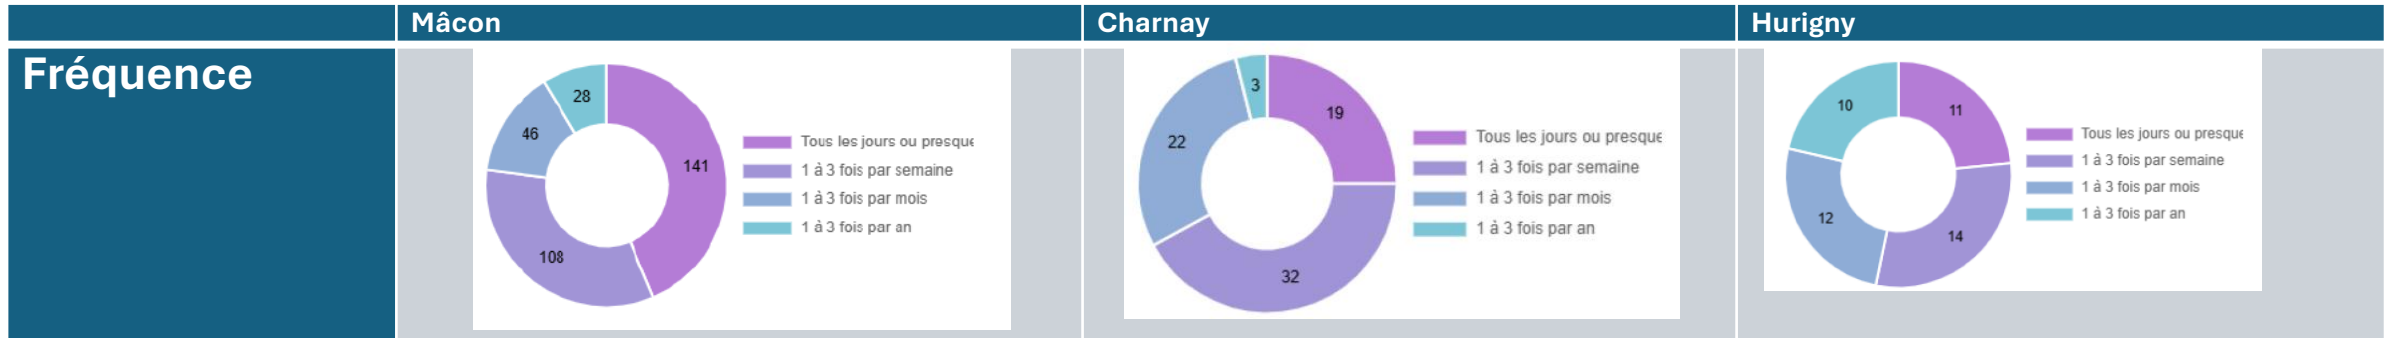 Mâcon
Charnay
Hurigny
Fréquence
141
108
46
28
Tous les jours ou presque
1 à 3 fois par semaine
1 à 3 fois par mois
1 à 3 fois par an
19
32
22
3
Tous les jours ou presque
1 à 3 fois par semaine
1 à 3 fois par mois
1 à 3 fois par an
11
14
12
10
Tous les jours ou presque
1 à 3 fois par semaine
1 à 3 fois par mois
1 à 3 fois par an